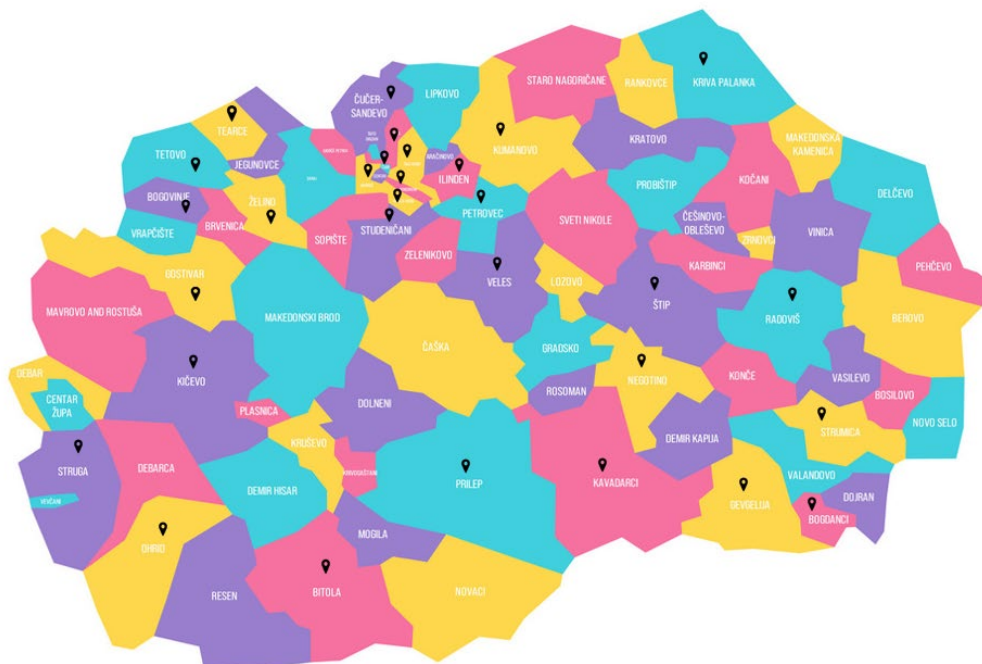 STARO NAGORIČANE
RANKOVCE
KRIVA PALANKA
ČUČER-
SANDEVO
LIPKOVO
TEARCE
KUMANOVO
KRATOVO
MAKEDONSKA
KAMENICA
TETOVO
JEGUNOVCE
ARAČINOVO
ILINDEN
PROBIŠTIP
KOČANI
DELČEVO
BOGOVINJE
ŽELINO
PETROVEC
SVETI NIKOLE
ČEŠINOVO-
OBLEŠEVO
VINICA
VRAPČIŠTE
BRVENICA
SOPIŠTE
STUDENIČANI
ZELENIKOVO
ZRNOVCI
KARBINCI
PEHČEVO
GOSTIVAR
VELES
LOZOVO
ŠTIP
MAVROVO AND ROSTUŠA
MAKEDONSKI BROD
RADOVIŠ
BEROVO
ČAŠKA
GRADSKO
DEBAR
KIČEVO
NEGOTINO
KONČE
VASILEVO
CENTAR
ŽUPA
PLASNICA
DOLNENI
ROSOMAN
BOSILOVO
NOVO SELO
KRUŠEVO
DEMIR KAPIJA
STRUMICA
STRUGA
DEBARCA
DEMIR HISAR
PRILEP
KAVADARCI
VALANDOVO
DOJRAN
VEVČANI
GEVGELIJA
BOGDANCI
MOGILA
OHRID
RESEN
BITOLA
NOVACI